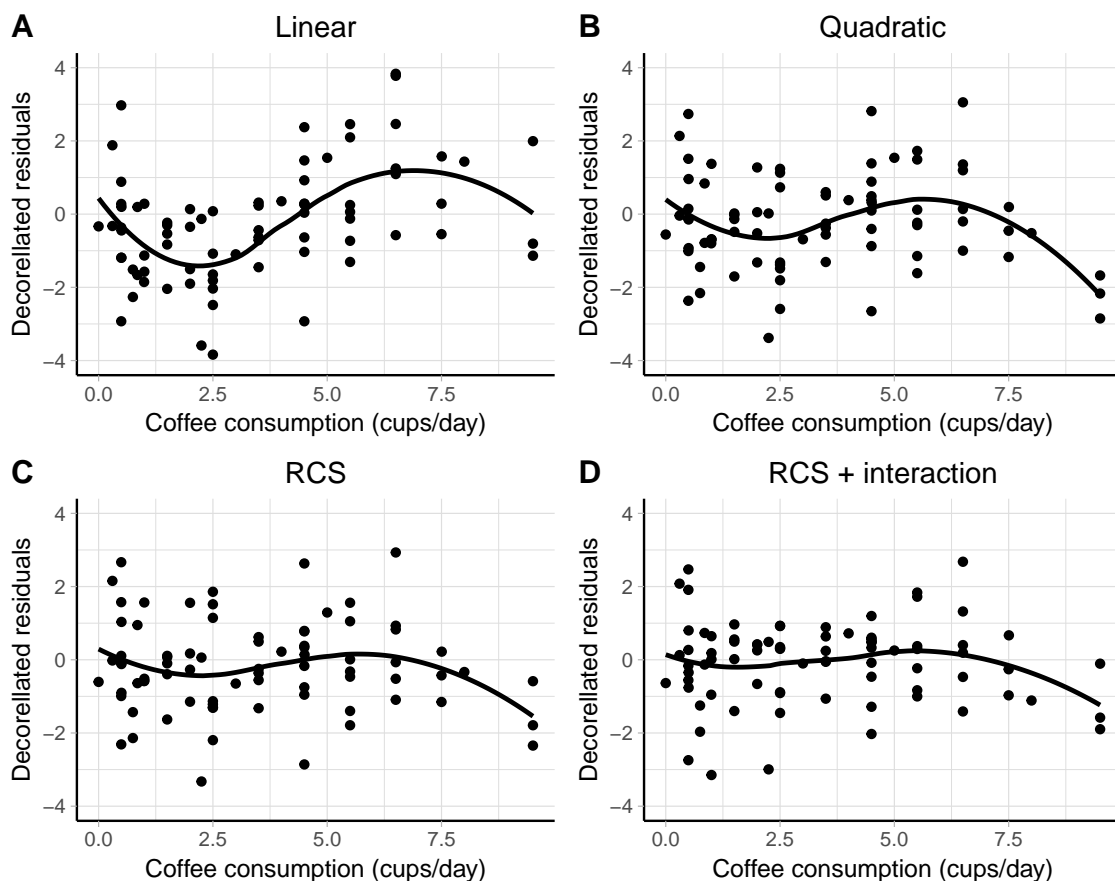 A Linear
Decorellated residuals
4
2
0
−2
−4
0.0 2.5 5.0 7.5
Coffee consumption (cups/day)
B Quadratic
Decorellated residuals
4
2
0
−2
−4
0.0 2.5 5.0 7.5
Coffee consumption (cups/day)
C RCS
Decorellated residuals
4
2
0
−2
−4
0.0 2.5 5.0 7.5
Coffee consumption (cups/day)
D RCS + interaction
Decorellated residuals
4
2
0
−2
−4
0.0 2.5 5.0 7.5
Coffee consumption (cups/day)